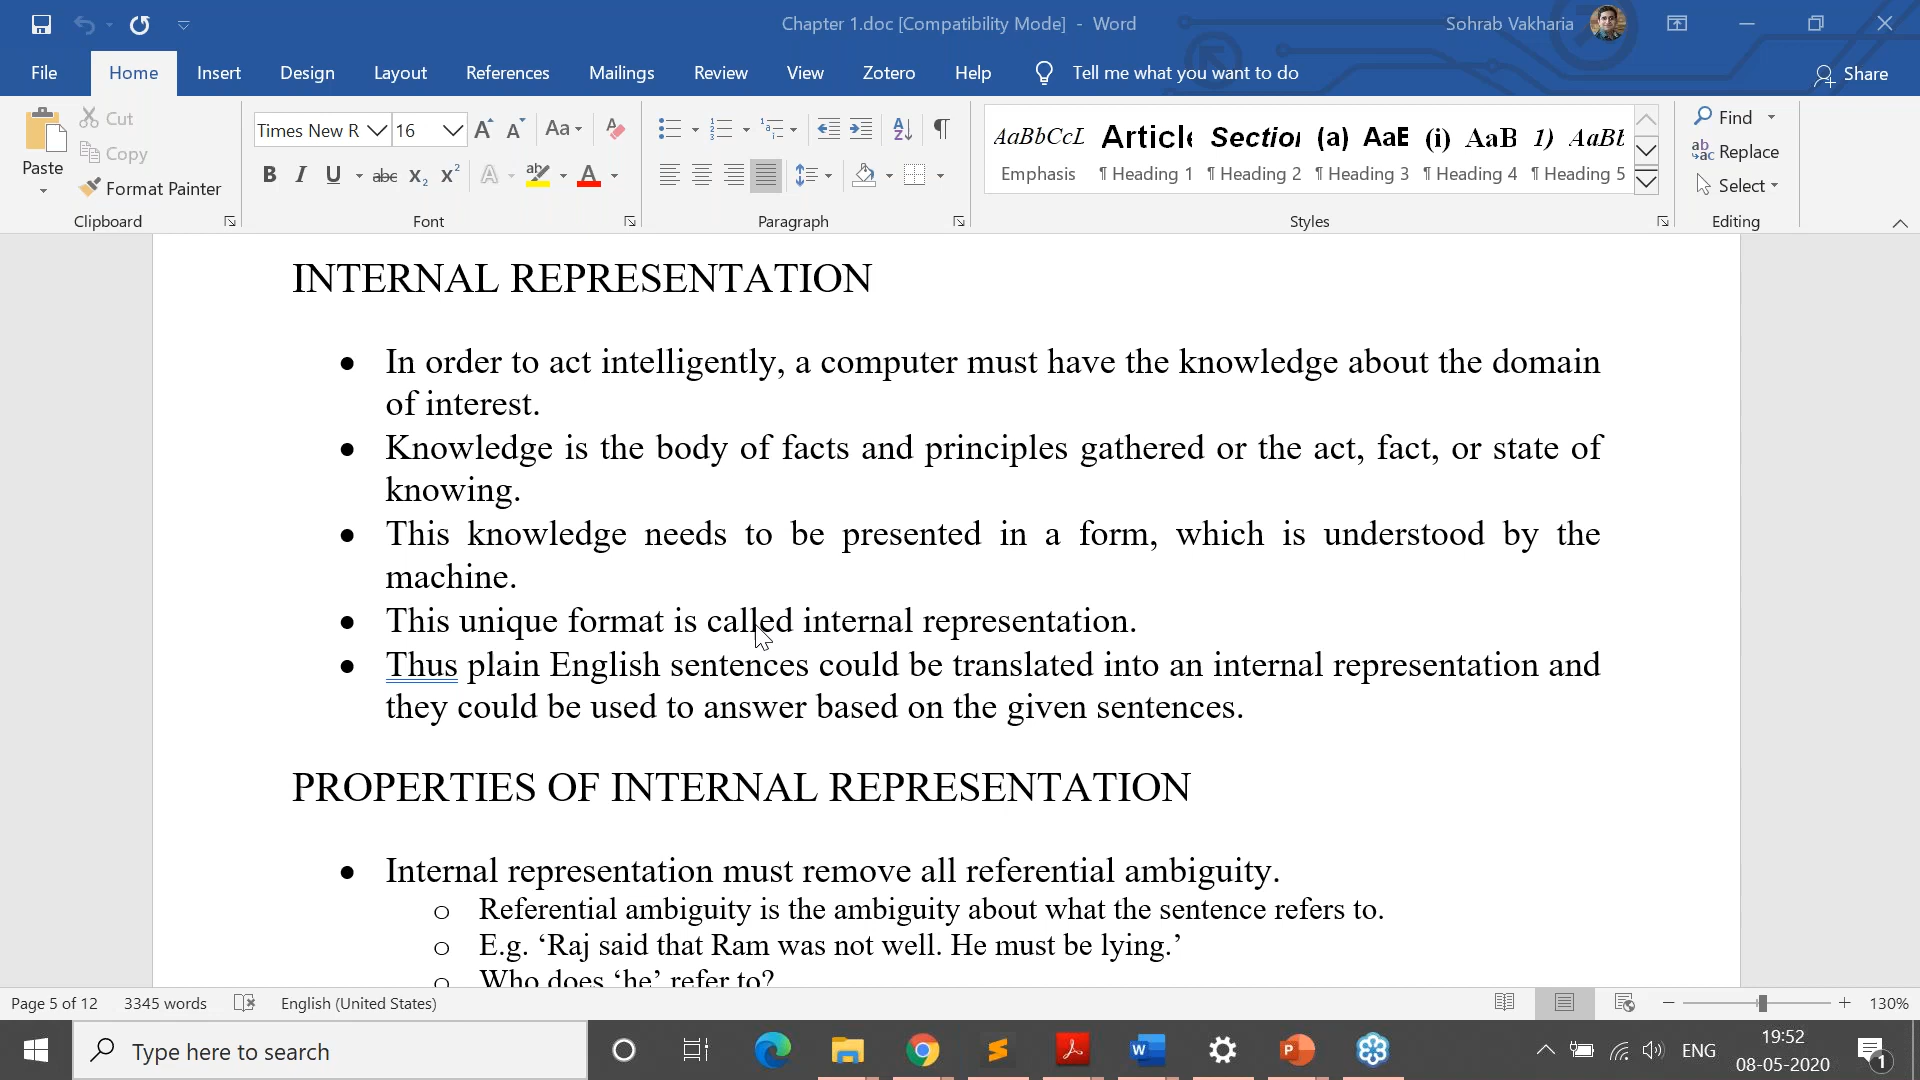 Chapter 1.doc [Compatibility Mode] - Word
Sohrab Vakharia
File Home Insert Design Layout References Mailings Review View Zotero Help Tell me what you want to do Share
Paste
Cut
Copy
Format Painter
Clipboard
Times New R 16
Font
Paragraph
AaBbCcL Article Section (a) AaB (i) AaB 1) AaBb
Emphasis ¶ Heading 1 ¶ Heading 2 ¶ Heading 3 ¶ Heading 4 ¶ Heading 5
Styles
Find
Replace
Select
Editing
INTERNAL REPRESENTATION
• In order to act intelligently, a computer must have the knowledge about the domain
of interest.
• Knowledge is the body of facts and principles gathered or the act, fact, or state of
knowing.
• This knowledge needs to be presented in a form, which is understood by the
machine.
• This unique format is called internal representation.
• Thus plain English sentences could be translated into an internal representation and
they could be used to answer based on the given sentences.
PROPERTIES OF INTERNAL REPRESENTATION
• Internal representation must remove all referential ambiguity.
o Referential ambiguity is the ambiguity about what the sentence refers to.
o E.g. ‘Raj said that Ram was not well. He must be lying.’
o Who does ‘he’ refer to?
Page 5 of 12 3345 words English (United States) 130%
Type here to search
ENG
19:52
08-05-2020
1